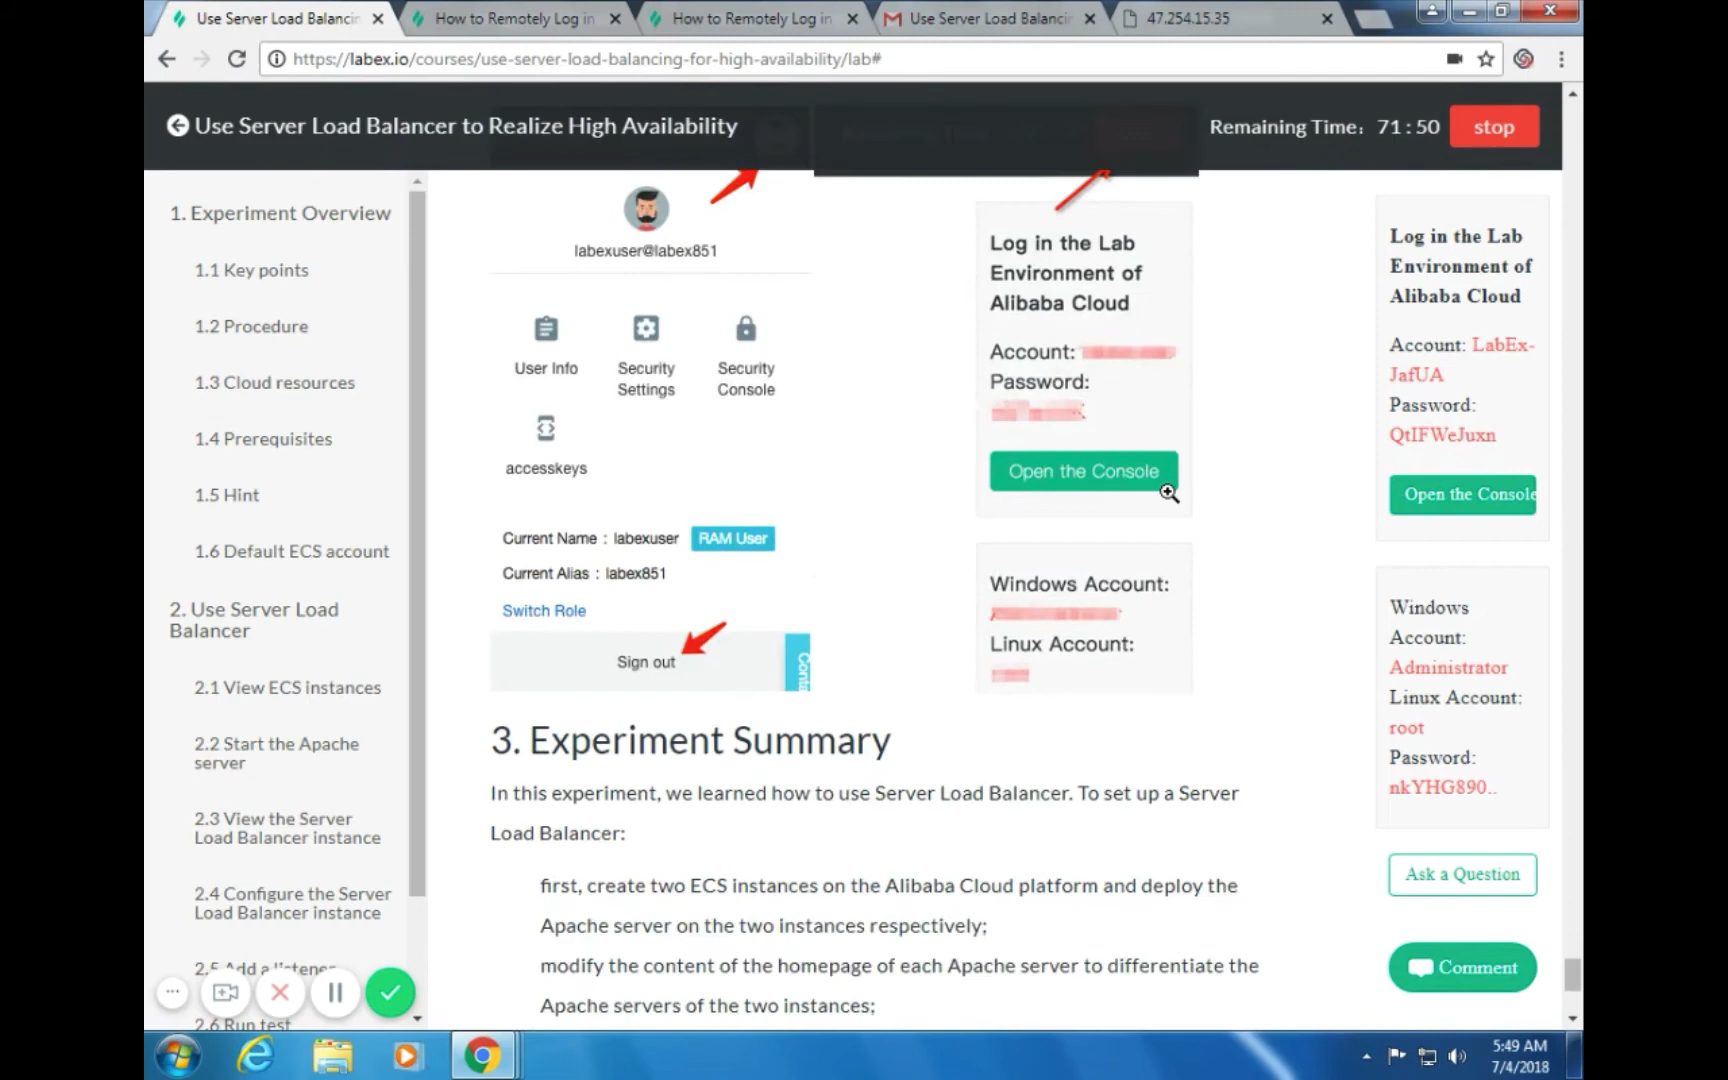 Use Server Load Balancin
How to Remotely Log in
How to Remotely Log in
Use Server Load Balancin
47.254.15.35
https://labex.io/courses/use-server-load-balancing-for-high-availability/lab#
Use Server Load Balancer to Realize High Availability
Remaining Time: 71:50
stop
1. Experiment Overview
1.1 Key points
1.2 Procedure
1.3 Cloud resources
1.4 Prerequisites
1.5 Hint
1.6 Default ECS account
2. Use Server Load
Balancer
2.1 View ECS instances
2.2 Start the Apache
server
2.3 View the Server
Load Balancer instance
2.4 Configure the Server
Load Balancer instance
2.5 Add a listener
2.6 Run test
labexuser@labex851
User Info
Security
Settings
Security
Console
accesskeys
Current Name : labexuser
RAM User
Current Alias : labex851
Switch Role
Sign out
Conta
Log in the Lab
Environment of
Alibaba Cloud
Account:
Password:
Open the Console
Windows Account:
Linux Account:
3. Experiment Summary
In this experiment, we learned how to use Server Load Balancer. To set up a Server
Load Balancer:
first, create two ECS instances on the Alibaba Cloud platform and deploy the
Apache server on the two instances respectively;
modify the content of the homepage of each Apache server to differentiate the
Apache servers of the two instances;
Log in the Lab
Environment of
Alibaba Cloud
Account: LabEx-
JafUA
Password:
QtIFWeJuxn
Open the Console
Windows
Account:
Administrator
Linux Account:
root
Password:
nkYHG890..
Ask a Question
Comment
5:49 AM
7/4/2018